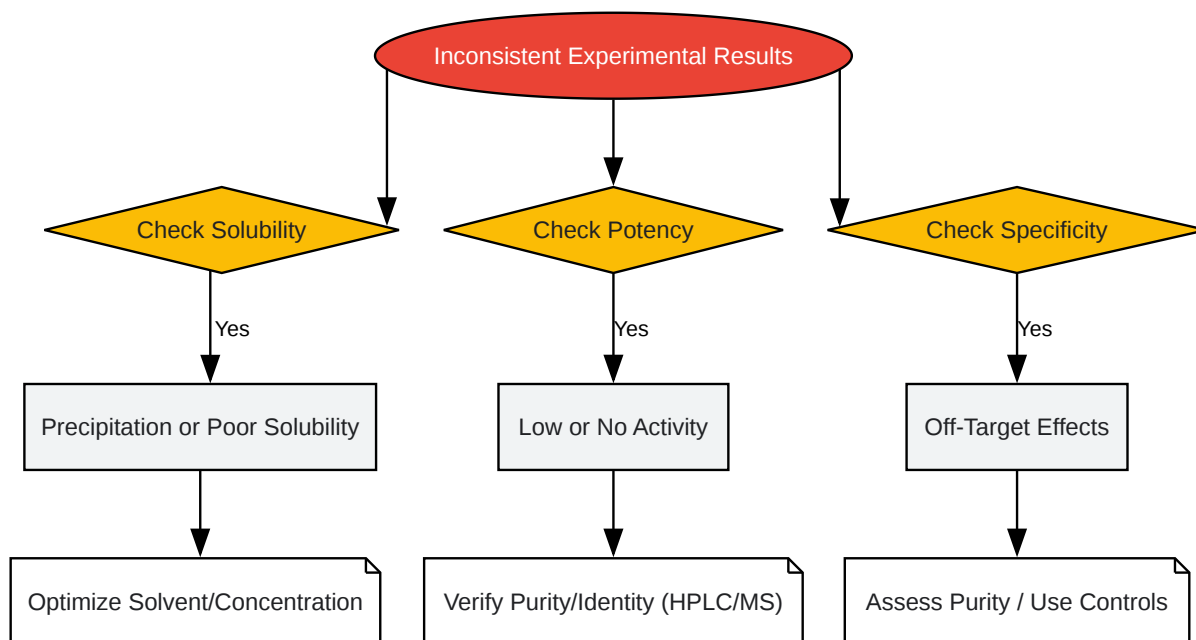 Inconsistent Experimental Results
Check Solubility
Check Potency
Check Specificity
Yes
Yes
Yes
Precipitation or Poor Solubility
Low or No Activity
Off-Target Effects
Optimize Solvent/Concentration
Verify Purity/Identity (HPLC/MS)
Assess Purity / Use Controls